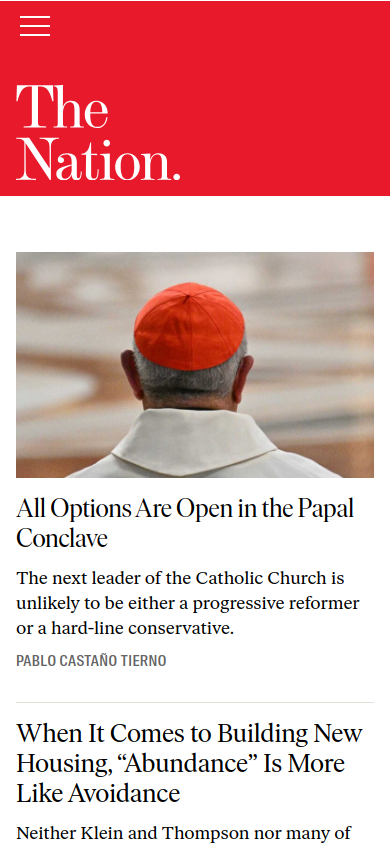 The
Nation.
All Options Are Open in the Papal
Conclave
The next leader of the Catholic Church is
unlikely to be either a progressive reformer
or a hard-line conservative.
PABLO CASTAÑO TIERNO
When It Comes to Building New
Housing, “Abundance” Is More
Like Avoidance
Neither Klein and Thompson nor many of